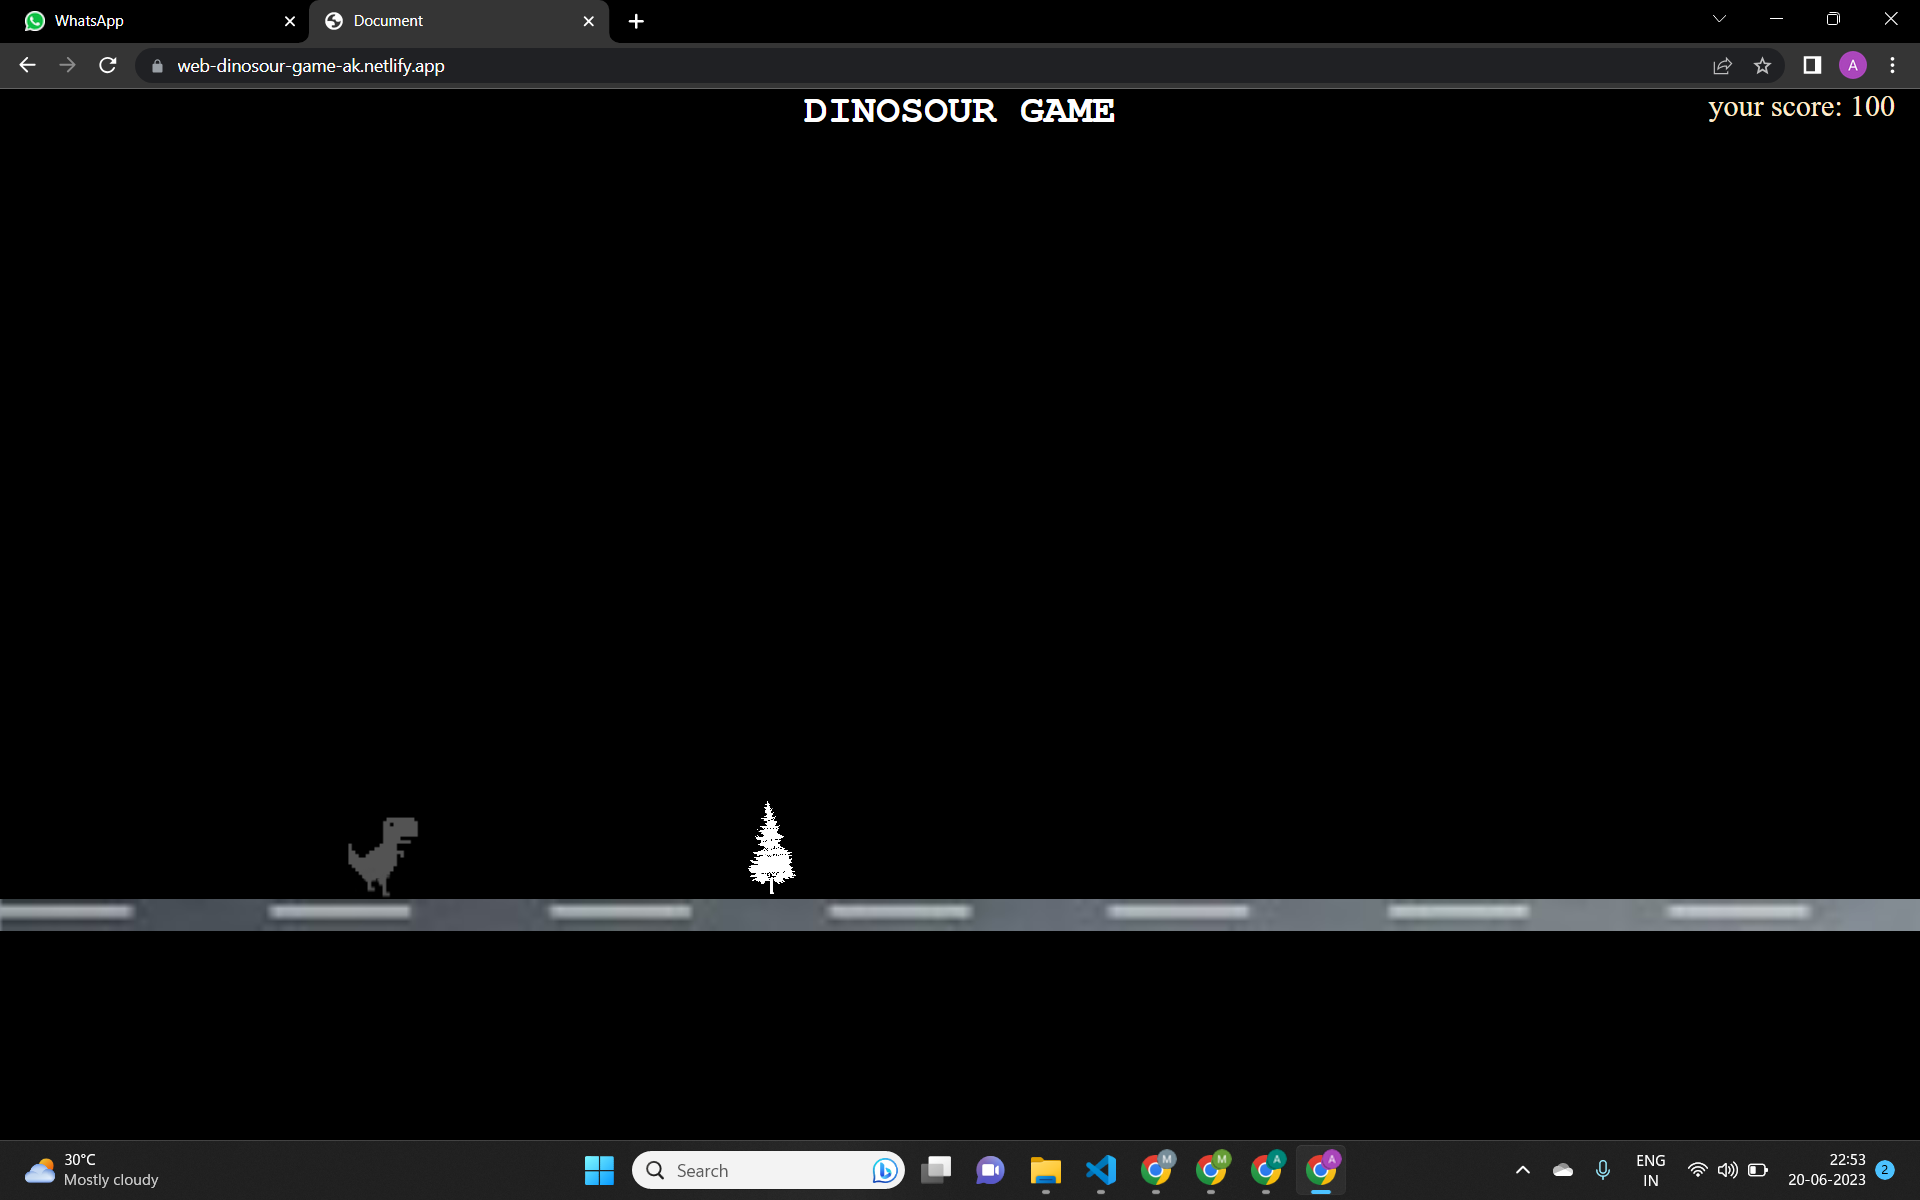 WhatsApp
Document
web-dinosour-game-ak.netlify.app
A
DINOSOUR GAME
your score: 100
30°C
Mostly cloudy
Search
M
M
A
A
ENG
IN
22:53
20-06-2023
2